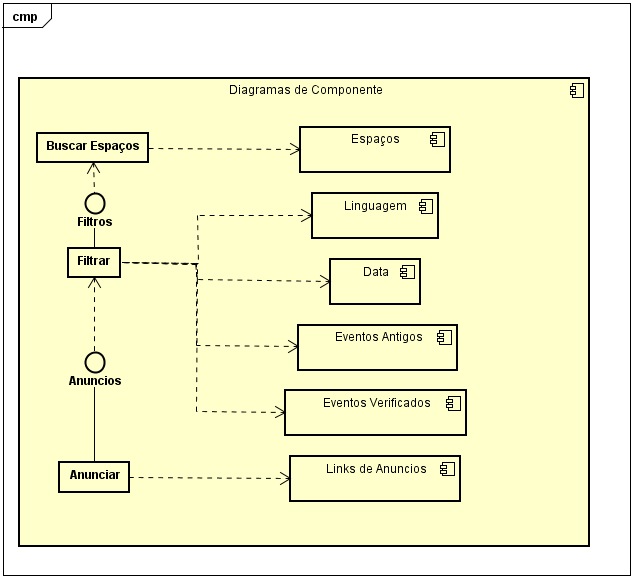 cmp
Diagramas de Componente
Buscar Espaços
Espaços
Filtros
Linguagem
Filtrar
Data
Eventos Antigos
Anuncios
Eventos Verificados
Anunciar
Links de Anuncios